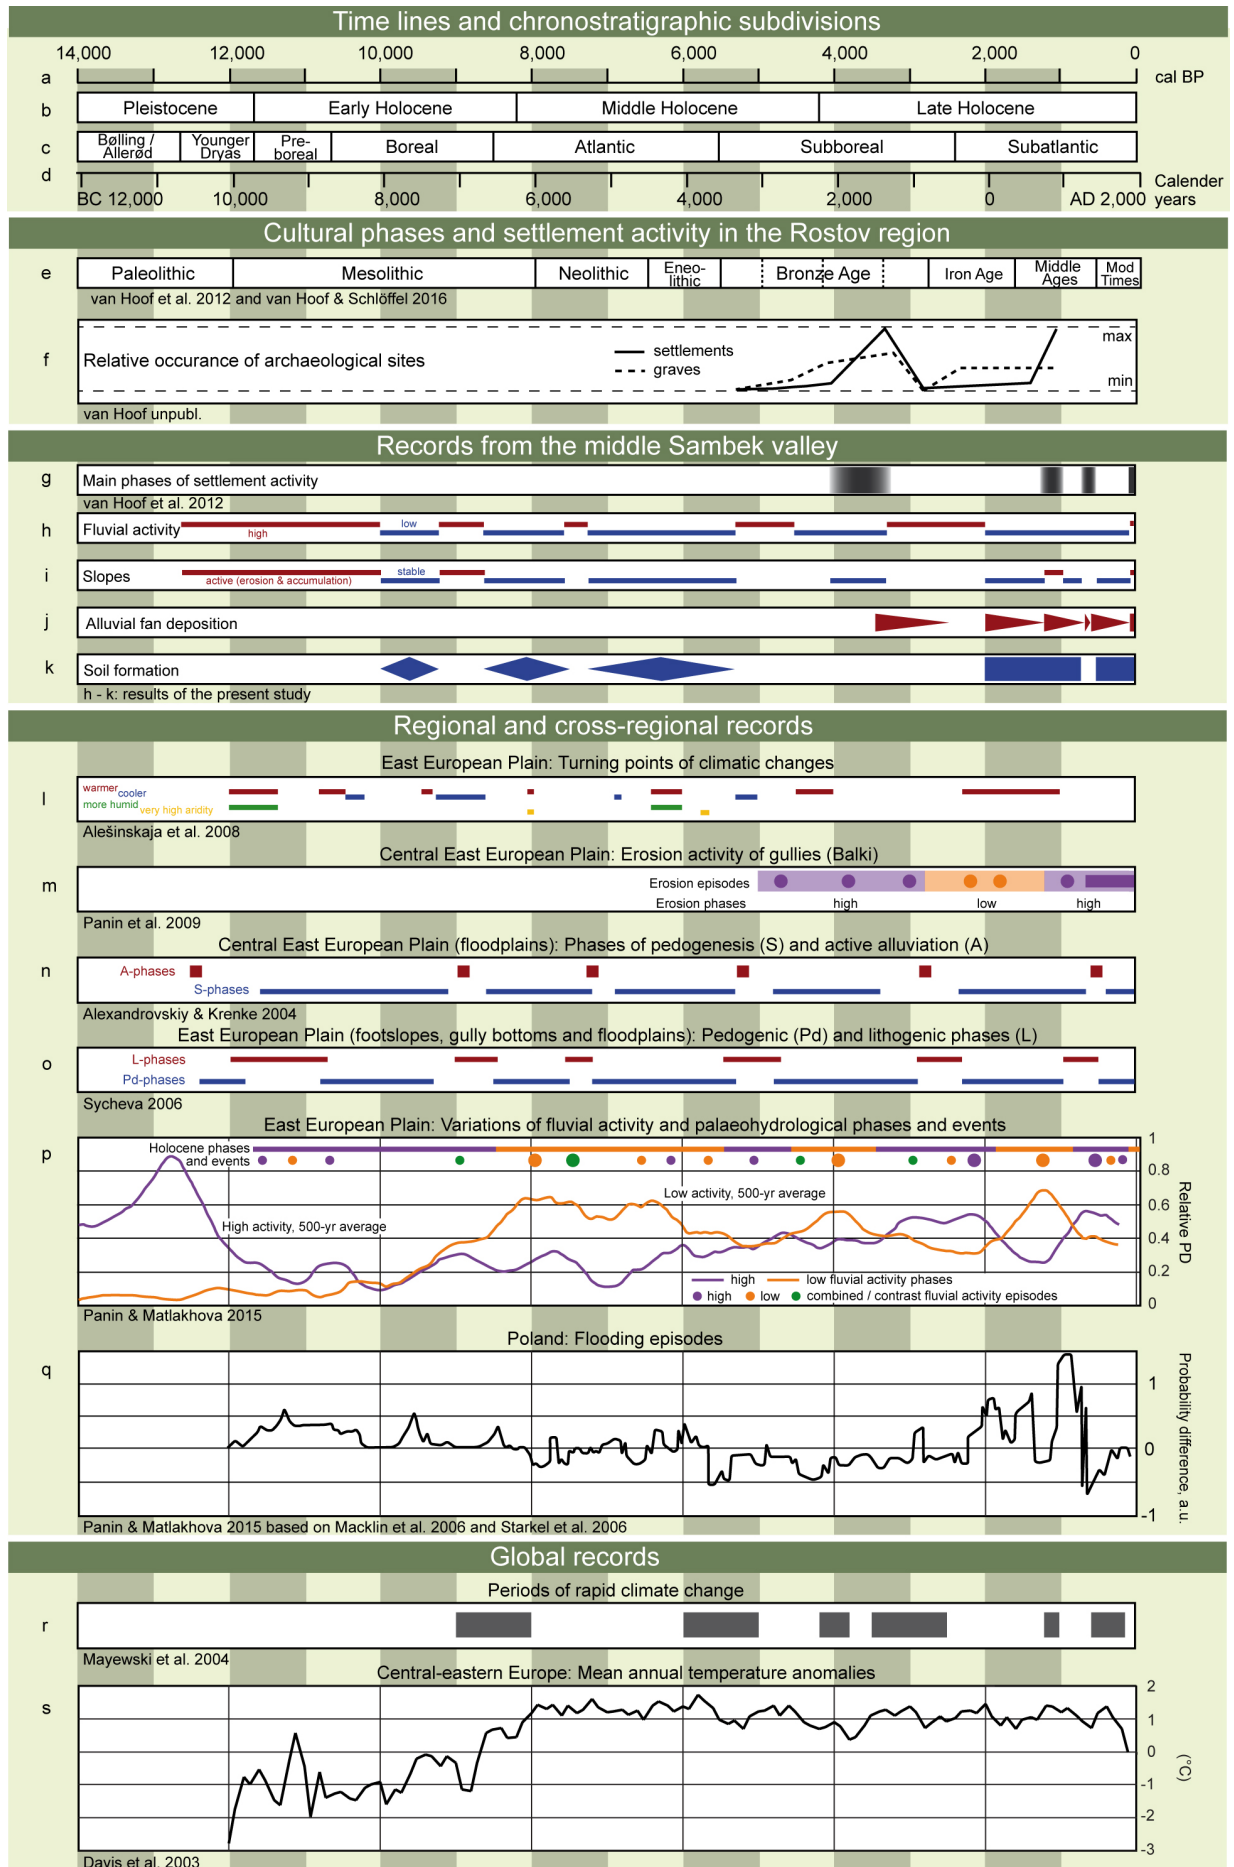 Time lines and chronostratigraphic subdivisions
14,000 12,000 10,000 8,000 6,000 4,000 2,000 0
a cal BP
b Pleistocene Early Holocene Middle Holocene Late Holocene
c Bølling / Allerød Younger Dryas Pre- boreal Boreal Atlantic Subboreal Subatlantic
d Calender
BC 12,000 10,000 8,000 6,000 4,000 2,000 0 AD 2,000 years
Cultural phases and settlement activity in the Rostov region
e Paleolithic Mesolithic Neolithic Eneo- lithic Bronze Age Iron Age Middle Ages Mod Times
van Hoof et al. 2012 and van Hoof & Schlöffel 2016
max
settlements
f Relative occurance of archaeological sites
graves
min
van Hoof unpubl.
Records from the middle Sambek valley
g Main phases of settlement activity
van Hoof et al. 2012
h Fluvial activity low
high
i Slopes stable
active (erosion & accumulation)
j Alluvial fan deposition
k Soil formation
h - k: results of the present study
Regional and cross-regional records
East European Plain: Turning points of climatic changes
warmer cooler
l more humid very high aridity
Alešinskaja et al. 2008
Central East European Plain: Erosion activity of gullies (Balki)
m Erosion episodes
Erosion phases high low high
Panin et al. 2009
Central East European Plain (floodplains): Phases of pedogenesis (S) and active alluviation (A)
n A-phases
S-phases
Alexandrovskiy & Krenke 2004
East European Plain (footslopes, gully bottoms and floodplains): Pedogenic (Pd) and lithogenic phases (L)
L-phases
o
Pd-phases
Sycheva 2006
East European Plain: Variations of fluvial activity and palaeohydrological phases and events
1
p Holocene phases
and events
0.8
Low activity, 500-yr average
0.6
High activity, 500-yr average
0.4
0.2
0
Relative PD
high low fluvial activity phases
high low combined / contrast fluvial activity episodes
Panin & Matlakhova 2015
Poland: Flooding episodes
q
1
0
-1
Probability difference, a.u.
Panin & Matlakhova 2015 based on Macklin et al. 2006 and Starkel et al. 2006
Global records
Periods of rapid climate change
r
Mayewski et al. 2004
Central-eastern Europe: Mean annual temperature anomalies
s
2
1
0
-1
-2
-3
(°C)
Davis et al. 2003